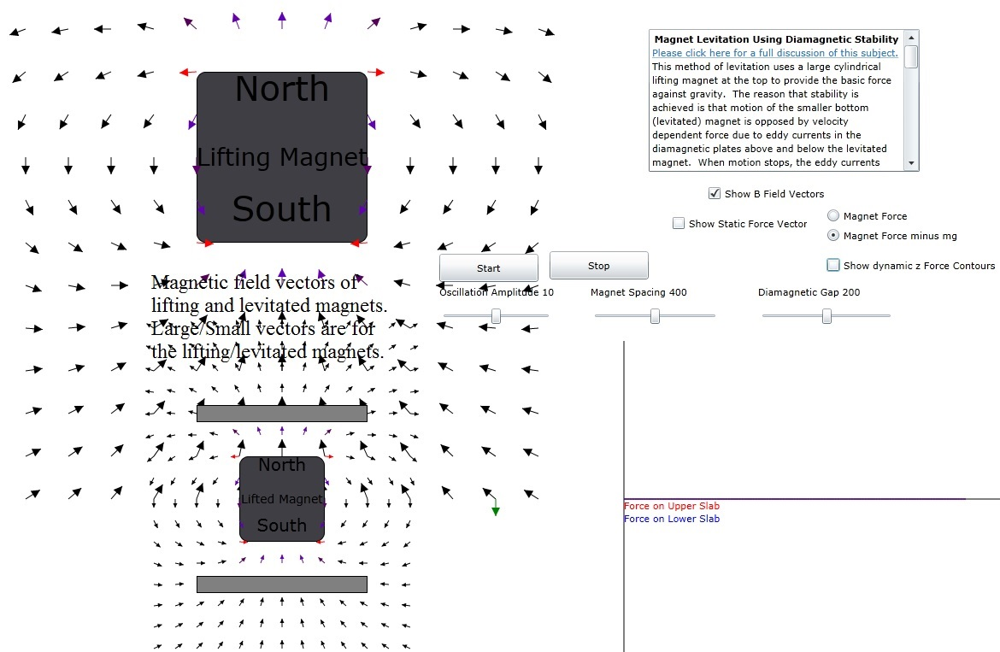 North
Lifting Magnet
South
Magnetic field vectors of
lifting and levitated magnets.
Large/Small vectors are for
the lifting/levitated magnets.
North
Lifted Magnet
South
Magnet Levitation Using Diamagnetic Stability
Please click here for a full discussion of this subject.
This method of levitation uses a large cylindrical
lifting magnet at the top to provide the basic force
against gravity. The reason that stability is
achieved is that motion of the smaller bottom
(levitated) magnet is opposed by velocity
dependent force due to eddy currents in the
diamagnetic plates above and below the levitated
magnet. When motion stops, the eddy currents
Show B Field Vectors
Show Static Force Vector
Magnet Force
Magnet Force minus mg
Show dynamic z Force Contours
Start
Stop
Oscillation Amplitude 10
Magnet Spacing 400
Diamagnetic Gap 200
Force on Upper Slab
Force on Lower Slab